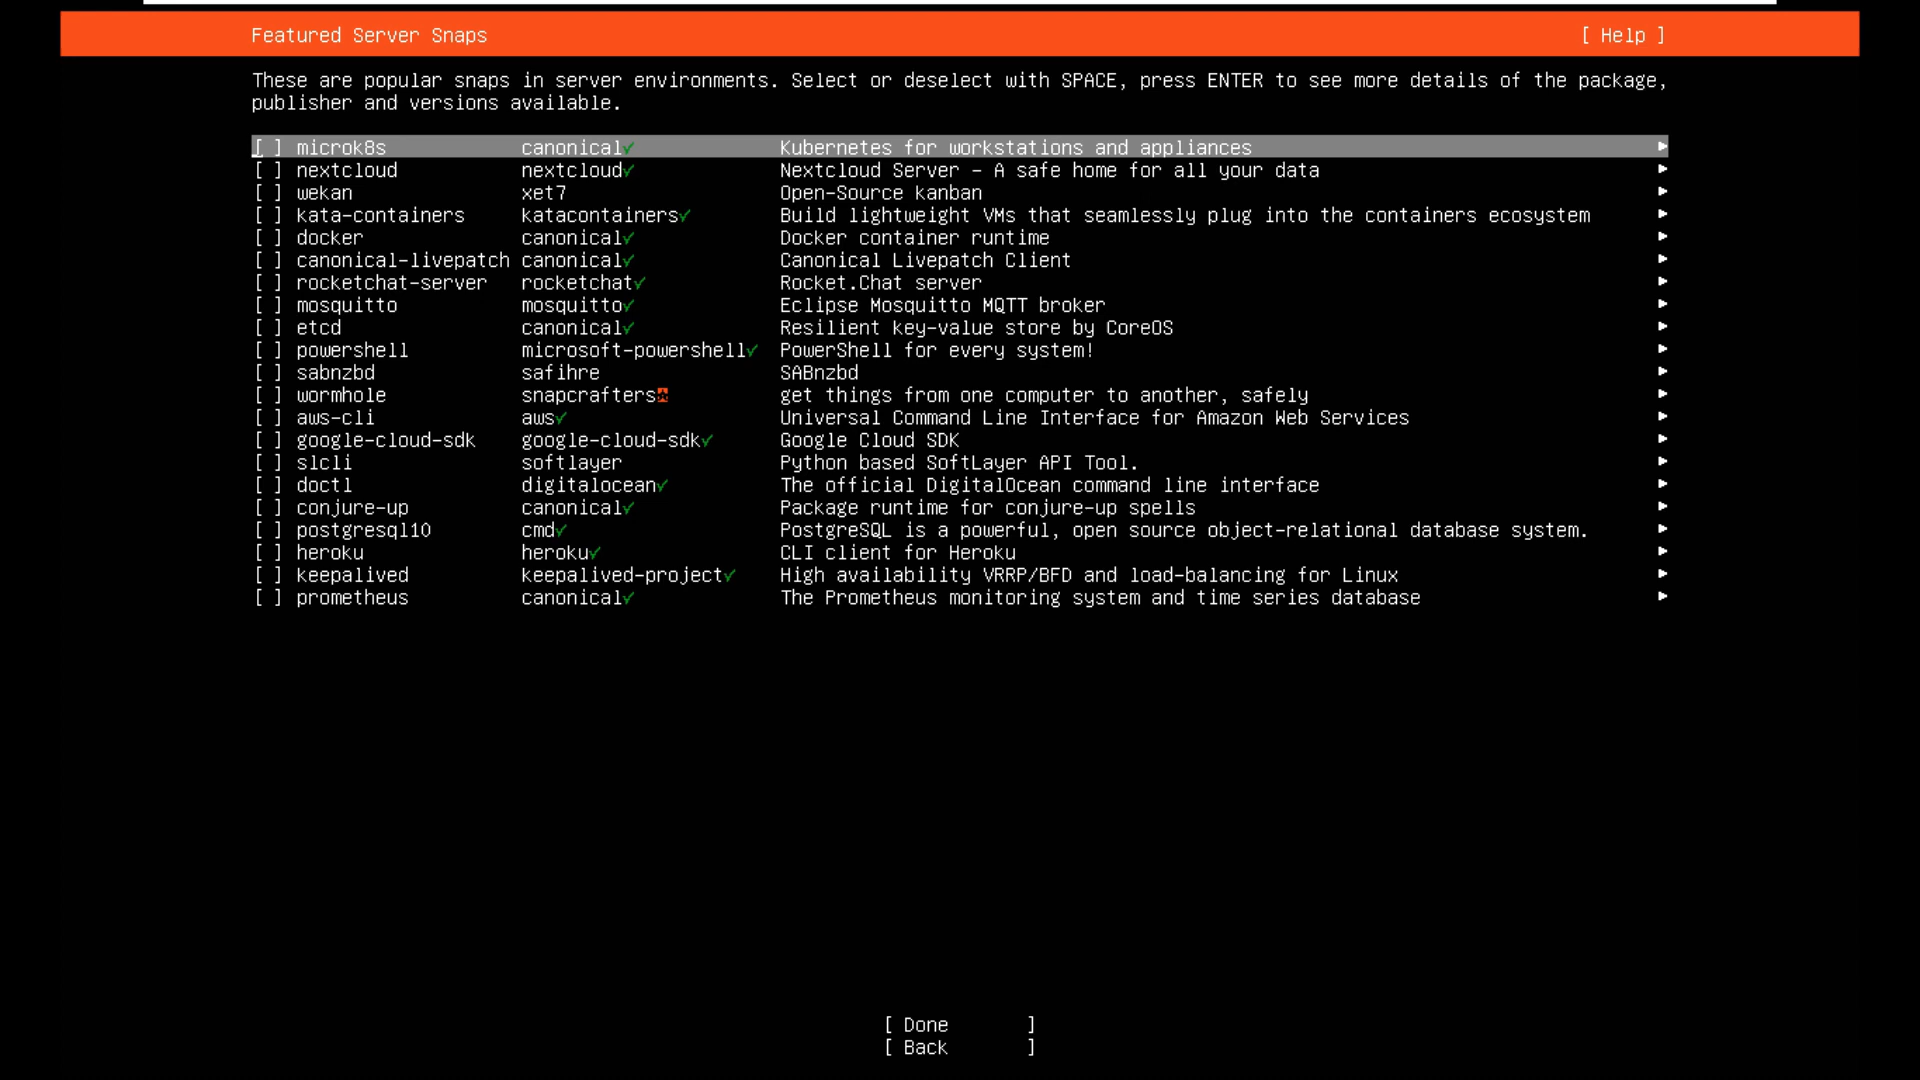 Featured Server Snaps [ Help ]
These are popular snaps in server environments. Select or deselect with SPACE, press ENTER to see more details of the package,
publisher and versions available.
[ ] microk8s canonical✓ Kubernetes for workstations and appliances ▸
[ ] nextcloud nextcloud✓ Nextcloud Server - A safe home for all your data ▸
[ ] wekan xet7 Open-Source kanban ▸
[ ] kata-containers katacontainers✓ Build lightweight VMs that seamlessly plug into the containers ecosystem ▸
[ ] docker canonical✓ Docker container runtime ▸
[ ] canonical-livepatch canonical✓ Canonical Livepatch Client ▸
[ ] rocketchat-server rocketchat✓ Rocket.Chat server ▸
[ ] mosquitto mosquitto✓ Eclipse Mosquitto MQTT broker ▸
[ ] etcd canonical✓ Resilient key-value store by CoreOS ▸
[ ] powershell microsoft-powershell✓ PowerShell for every system! ▸
[ ] sabnzbd safihre SABnzbd ▸
[ ] wormhole snapcrafters get things from one computer to another, safely ▸
[ ] aws-cli aws✓ Universal Command Line Interface for Amazon Web Services ▸
[ ] google-cloud-sdk google-cloud-sdk✓ Google Cloud SDK ▸
[ ] slcli softlayer Python based SoftLayer API Tool. ▸
[ ] doctl digitalocean✓ The official DigitalOcean command line interface ▸
[ ] conjure-up canonical✓ Package runtime for conjure-up spells ▸
[ ] postgresql10 cmd✓ PostgreSQL is a powerful, open source object-relational database system. ▸
[ ] heroku heroku✓ CLI client for Heroku ▸
[ ] keepalived keepalived-project✓ High availability VRRP/BFD and load-balancing for Linux ▸
[ ] prometheus canonical✓ The Prometheus monitoring system and time series database ▸
[ Done ]
[ Back ]